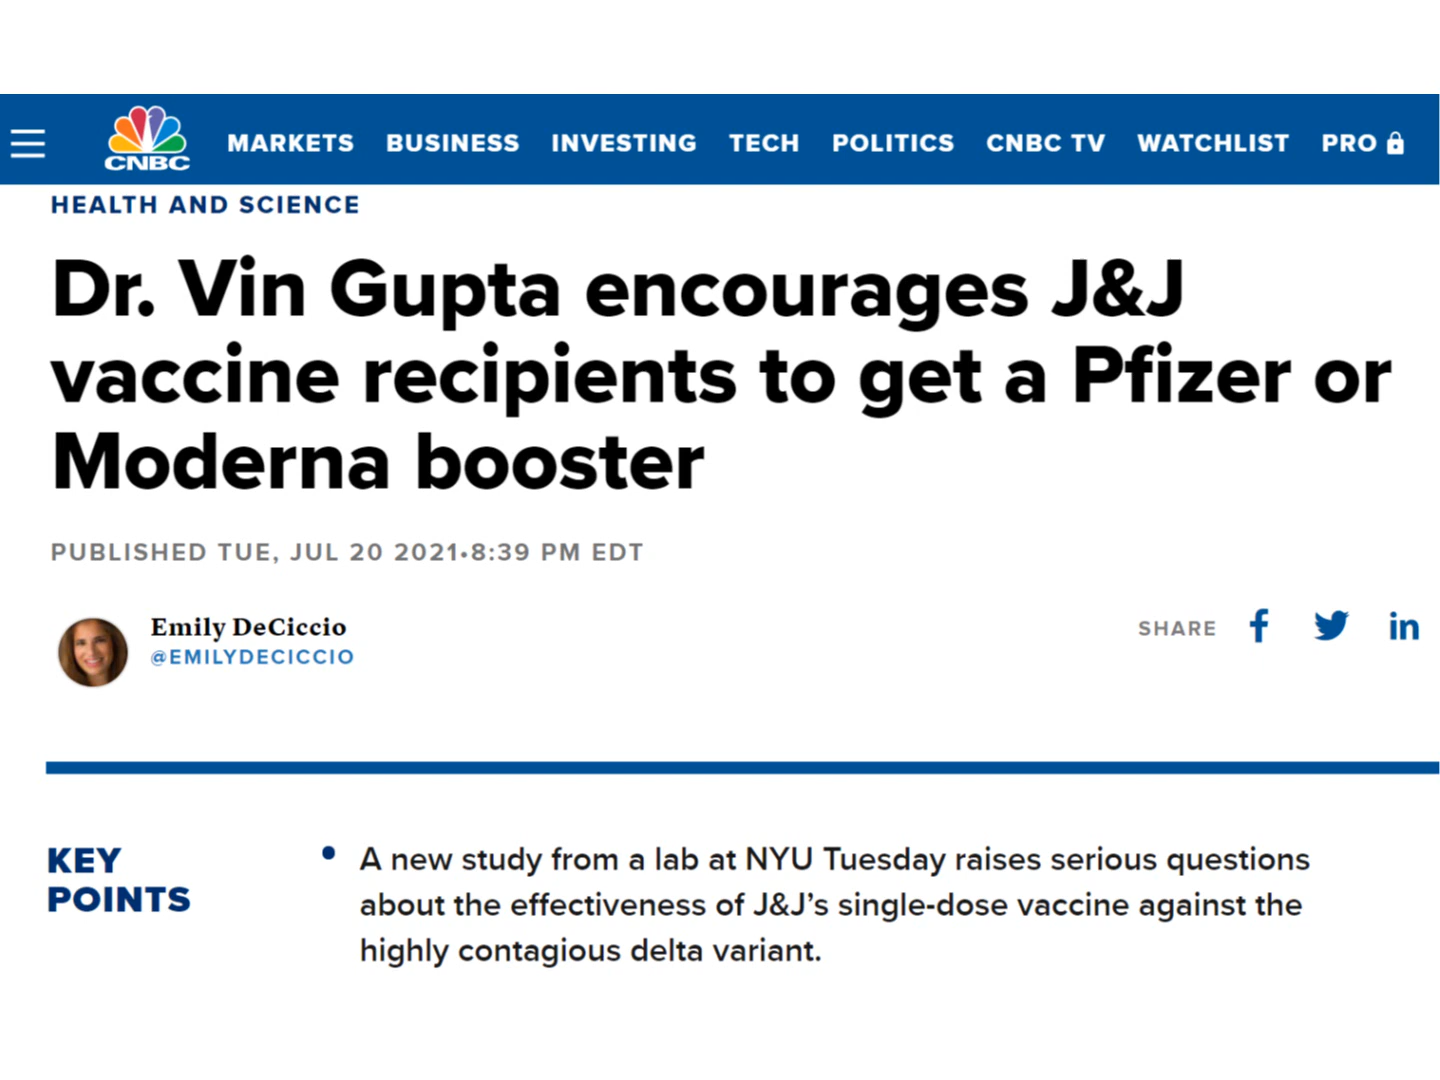 CNBC
MARKETS BUSINESS INVESTING TECH POLITICS CNBC TV WATCHLIST PRO
HEALTH AND SCIENCE
Dr. Vin Gupta encourages J&J
vaccine recipients to get a Pfizer or
Moderna booster
PUBLISHED TUE, JUL 20 2021•8:39 PM EDT
Emily DeCiccio
@EMILYDECICCIO
SHARE f in
KEY
POINTS
• A new study from a lab at NYU Tuesday raises serious questions
about the effectiveness of J&J’s single-dose vaccine against the
highly contagious delta variant.